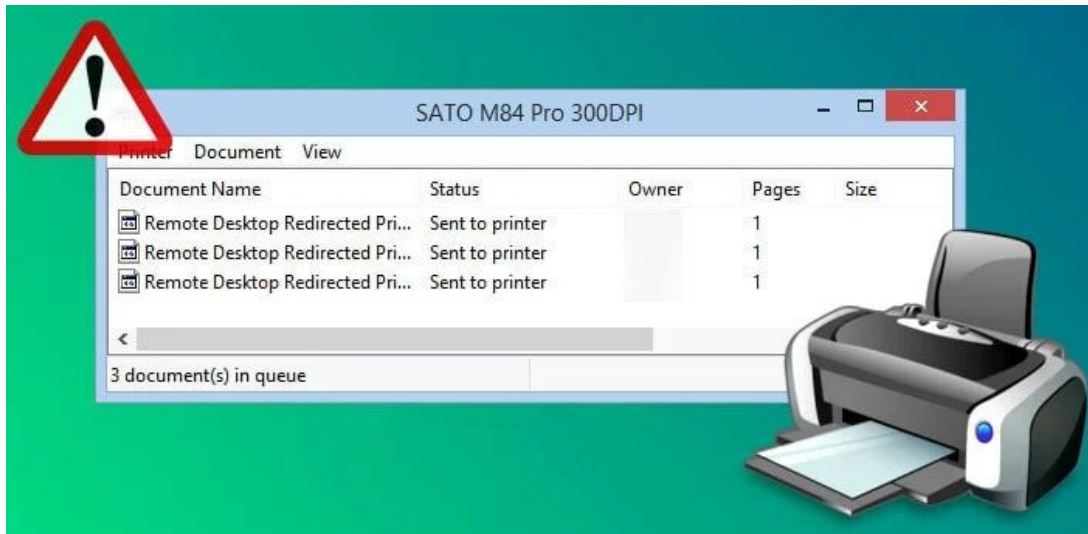 SATO M84 Pro 300DPI
Printer Document View
Document Name Status Owner Pages Size
Remote Desktop Redirected Pri... Sent to printer 1
Remote Desktop Redirected Pri... Sent to printer 1
Remote Desktop Redirected Pri... Sent to printer 1
3 document(s) in queue